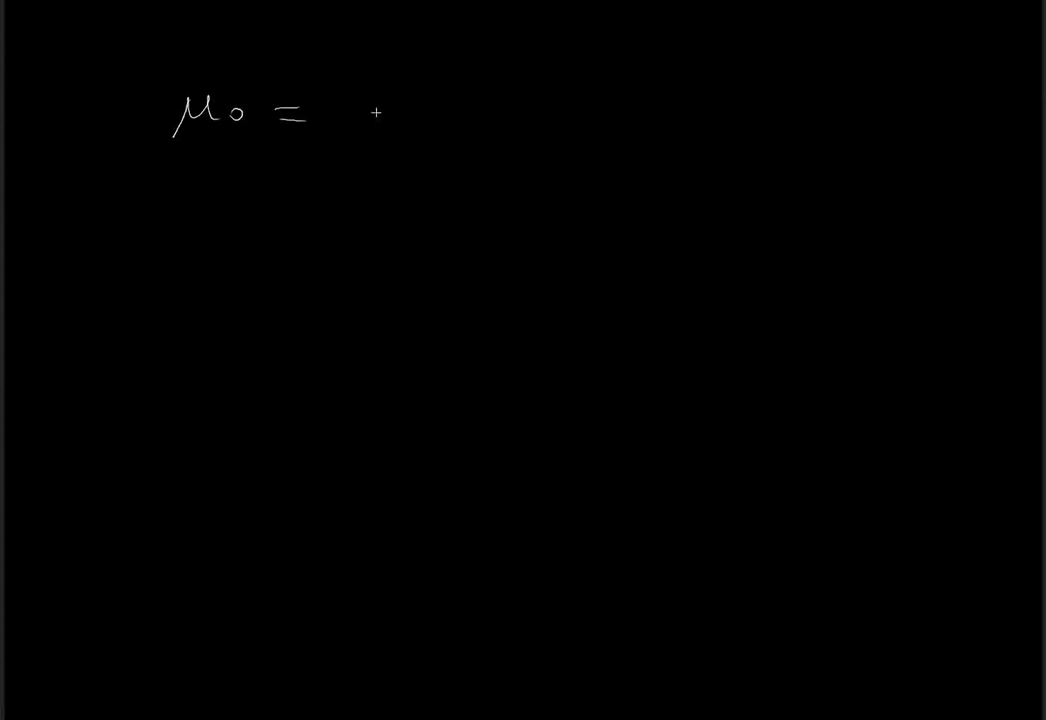 μo =